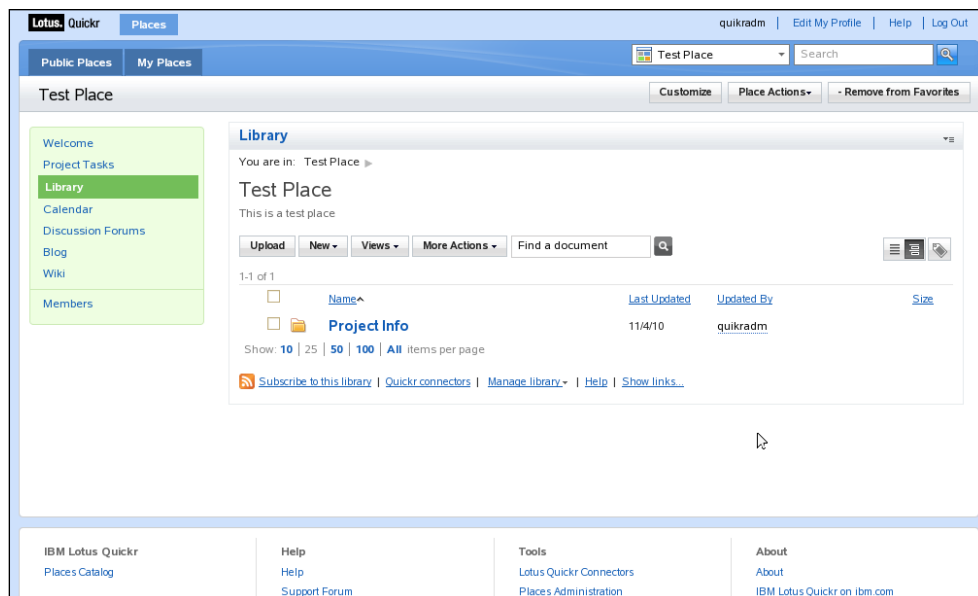 Lotus. Quickr Places quikradm | Edit My Profile | Help | Log Out
Public Places My Places Test Place Search
Test Place Customize Place Actions - Remove from Favorites
Welcome
Project Tasks
Library
Calendar
Discussion Forums
Blog
Wiki
Members
Library
You are in: Test Place
Test Place
This is a test place
Upload New Views More Actions Find a document
1-1 of 1
Name Last Updated Updated By Size
Project Info 11/4/10 quikradm
Show: 10 | 25 | 50 | 100 | All items per page
Subscribe to this library | Quickr connectors | Manage library | Help | Show links...
IBM Lotus Quickr Help Tools About
Places Catalog Help Lotus Quickr Connectors About
Support Forum Places Administration IBM Lotus Quickr on ibm.com